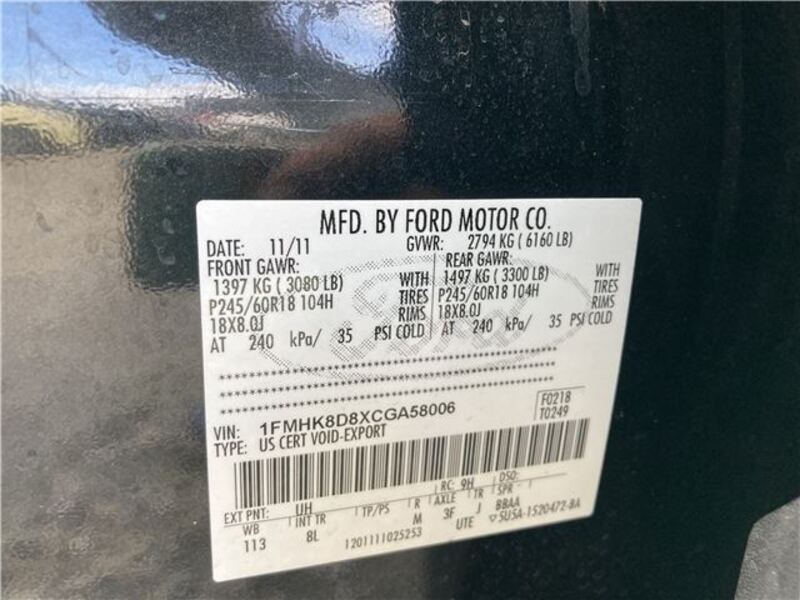 MFD. BY FORD MOTOR CO.
DATE: 11/11 GVWR: 2794 KG ( 6160 LB)
FRONT GAWR: REAR GAWR:
1397 KG ( 3080 LB) WITH 1497 KG ( 3300 LB) WITH
P245/60R18 104H TIRES P245/60R18 104H TIRES
18X8.0J RIMS 18X8.0J RIMS
AT 240 kPa/ 35 PSI COLD AT 240 kPa/ 35 PSI COLD
Ford
****************************************
****************************************
VIN: 1FMHK8D8XCGA58006 F0218
TYPE: US CERT VOID-EXPORT T0249
EXT PNT: UH RC: 9H DSO:
WB INT TR TP/PS R AXLE TR SPR
113 8L M 3F J BBAA
1201111025253 UTE 5U5A-1520472-BA